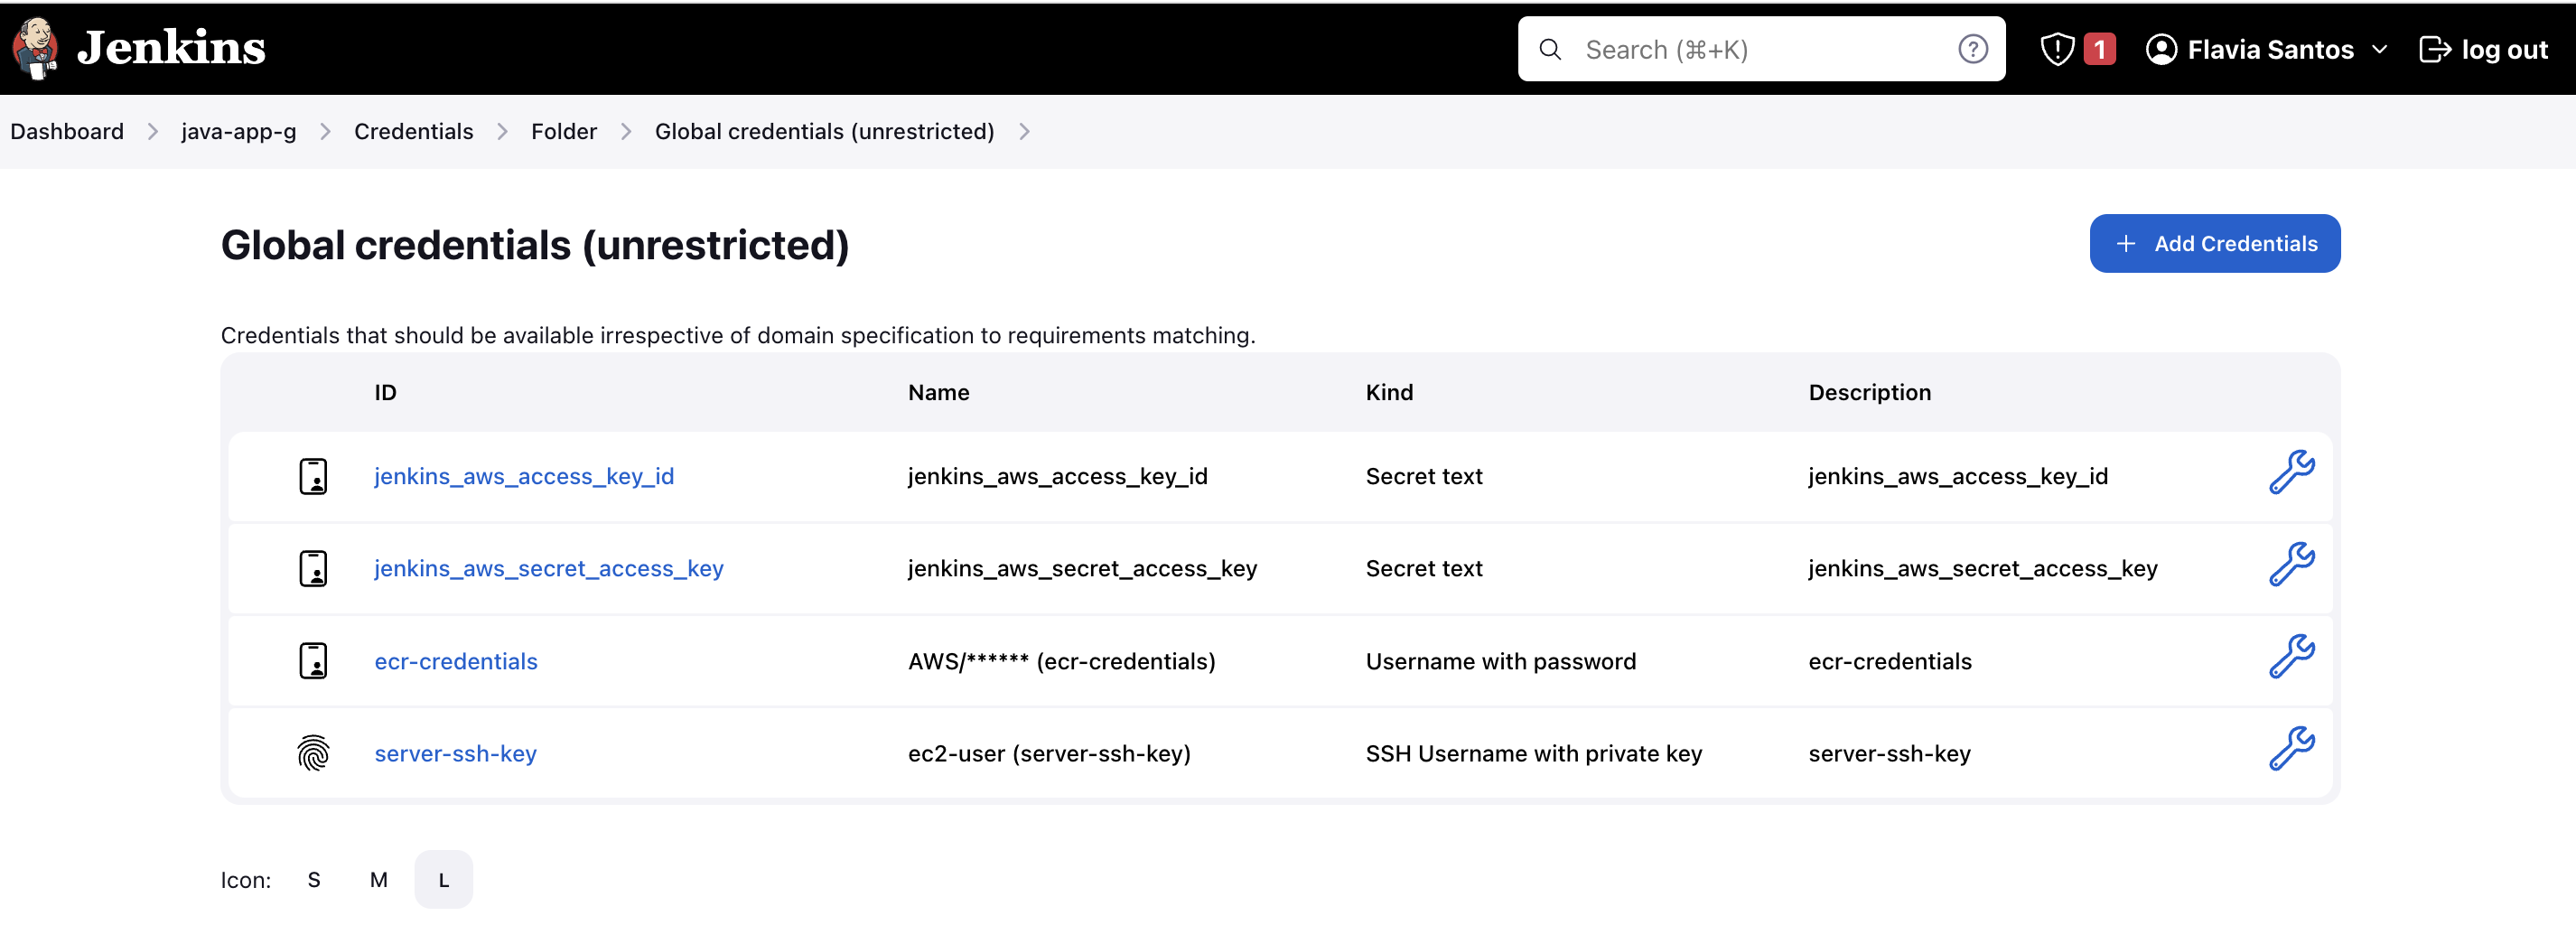 Jenkins
Search (⌘+K)
1
Flavia Santos
log out
Dashboard java-app-g Credentials Folder Global credentials (unrestricted)
Global credentials (unrestricted)
+ Add Credentials
Credentials that should be available irrespective of domain specification to requirements matching.
ID Name Kind Description
jenkins_aws_access_key_id jenkins_aws_access_key_id Secret text jenkins_aws_access_key_id
jenkins_aws_secret_access_key jenkins_aws_secret_access_key Secret text jenkins_aws_secret_access_key
ecr-credentials AWS/****** (ecr-credentials) Username with password ecr-credentials
server-ssh-key ec2-user (server-ssh-key) SSH Username with private key server-ssh-key
Icon: S M L